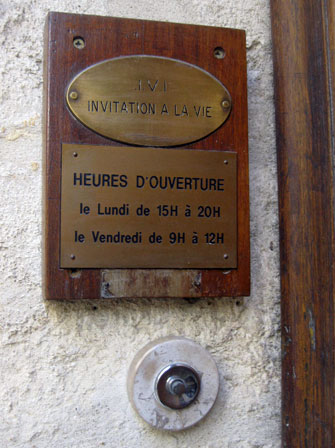 I.V.I.
INVITATION A LA VIE
HEURES D'OUVERTURE
le Lundi de 15H à 20H
le Vendredi de 9H à 12H